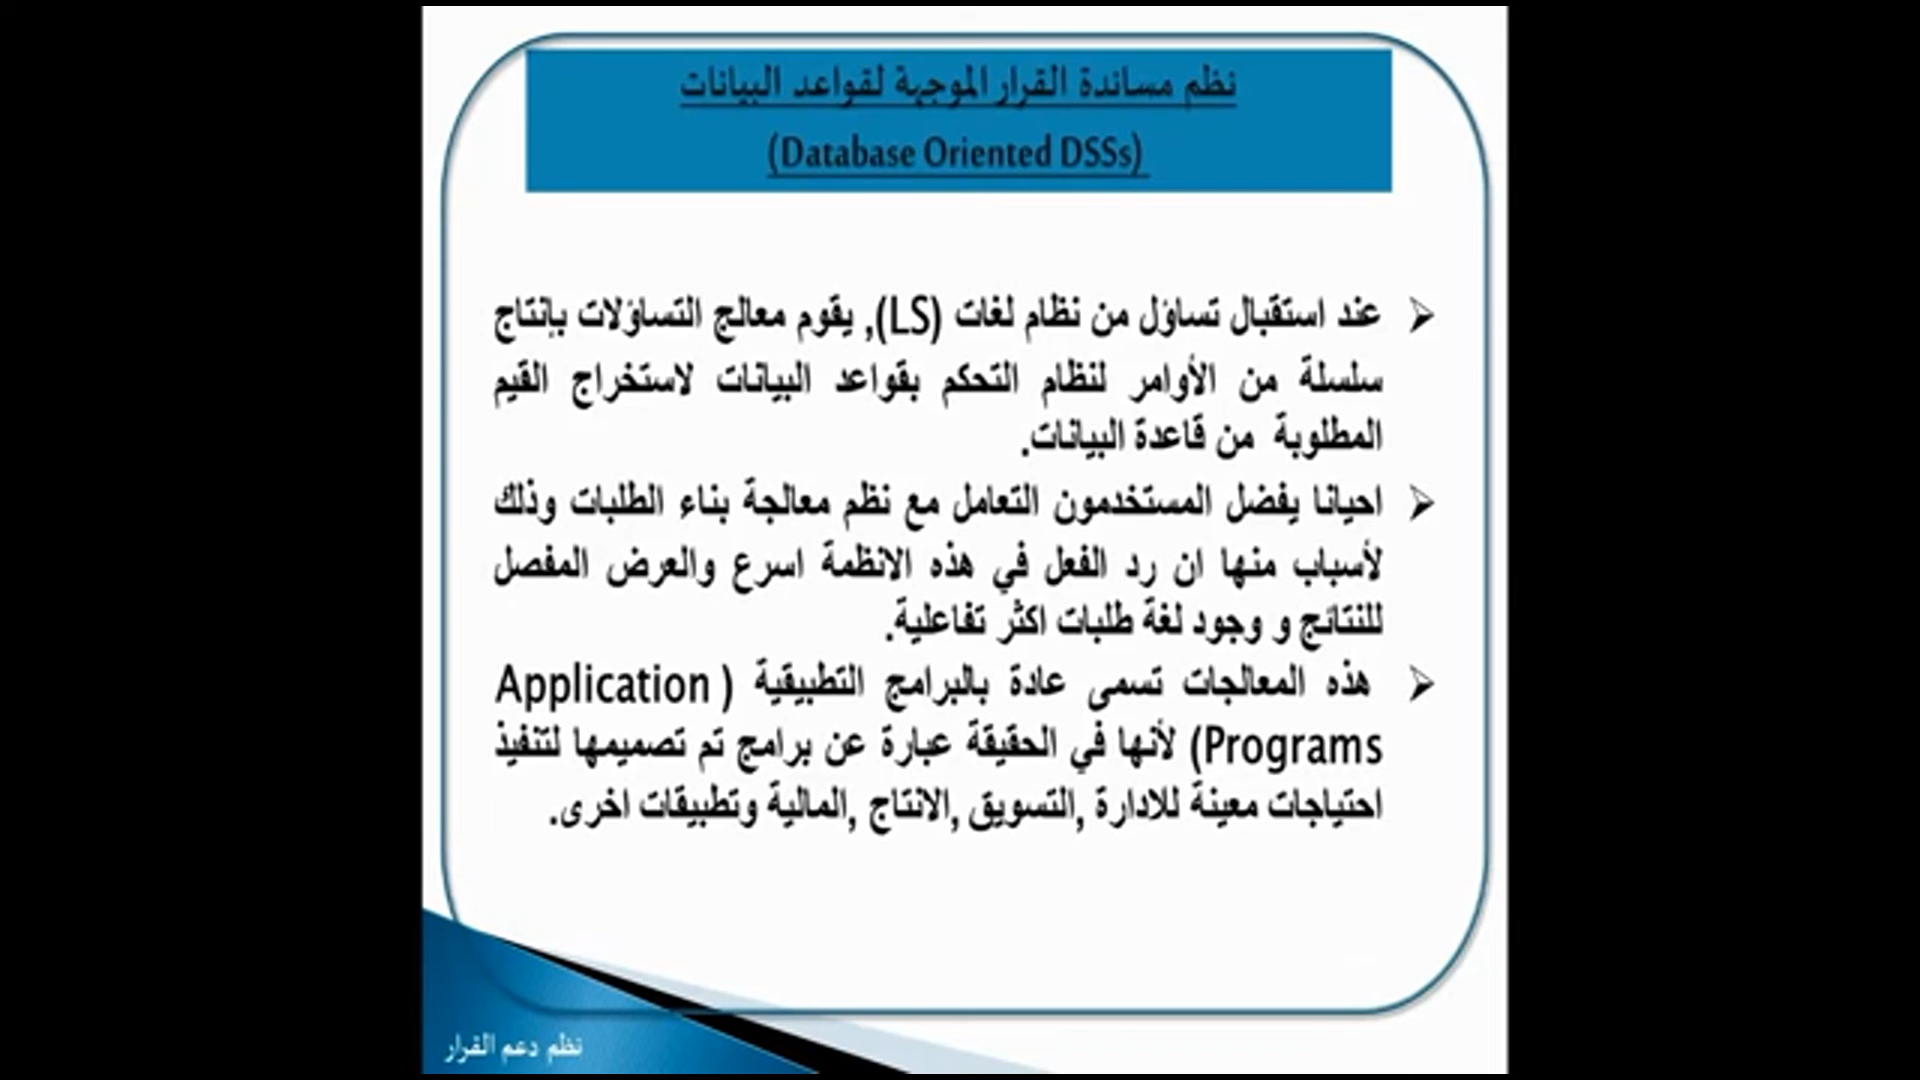 نظم مساندة القرار الموجهة لقواعد البيانات
(Database Oriented DSSs)
عند استقبال تساؤل من نظام لغات (LS), يقوم معالج التساؤلات بإنتاج
سلسلة من الأوامر لنظام التحكم بقواعد البيانات لاستخراج القيم
المطلوبة من قاعدة البيانات.
احيانا يفضل المستخدمون التعامل مع نظم معالجة بناء الطلبات وذلك
لأسباب منها ان رد الفعل في هذه الانظمة اسرع والعرض المفصل
للنتائج و وجود لغة طلبات اكثر تفاعلية.
هذه المعالجات تسمى عادة بالبرامج التطبيقية ( Application
Programs) لأنها في الحقيقة عبارة عن برامج تم تصميمها لتنفيذ
احتياجات معينة للادارة ,التسويق ,الانتاج ,المالية وتطبيقات اخرى.
نظم دعم القرار